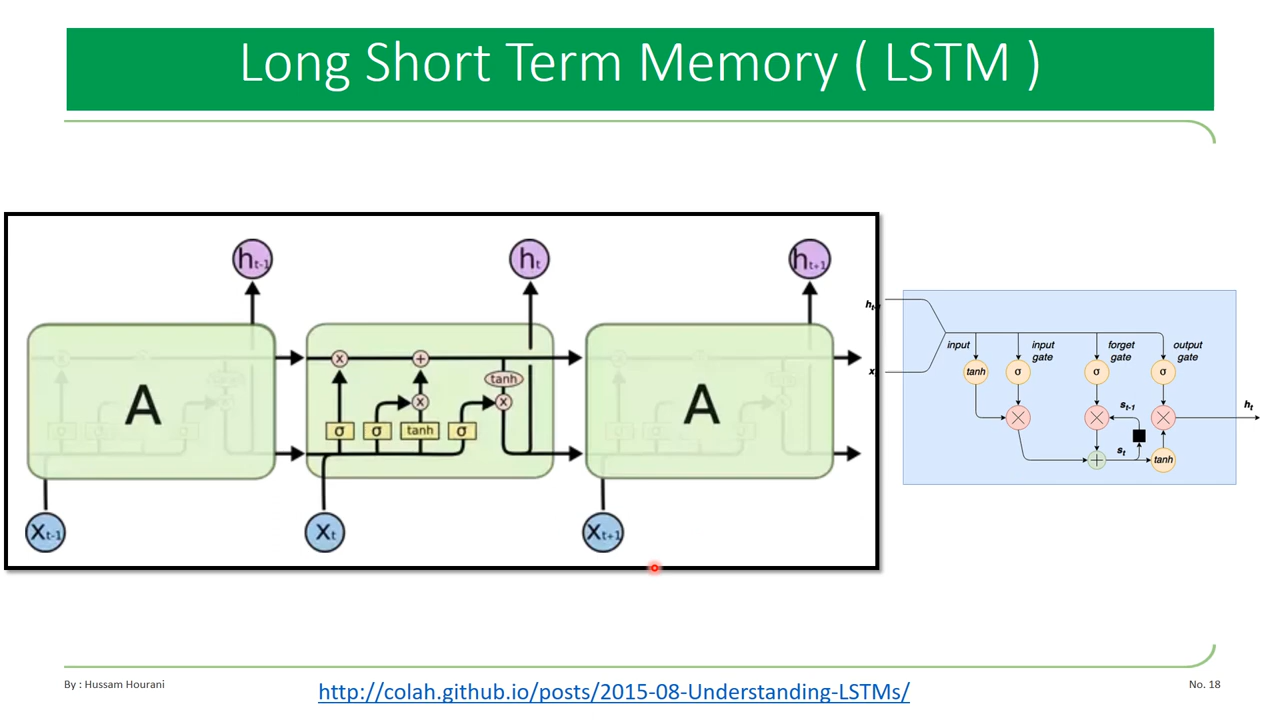 Long Short Term Memory ( LSTM )
ht-1
ht
ht+1
A
x
+
tanh
x
x
σ
σ
tanh
σ
A
Xt-1
Xt
Xt+1
ht-1
x
input
input
gate
forget
gate
output
gate
tanh
σ
σ
σ
st-1
ht
st
+
tanh
By : Hussam Hourani
http://colah.github.io/posts/2015-08-Understanding-LSTMs/
No. 18